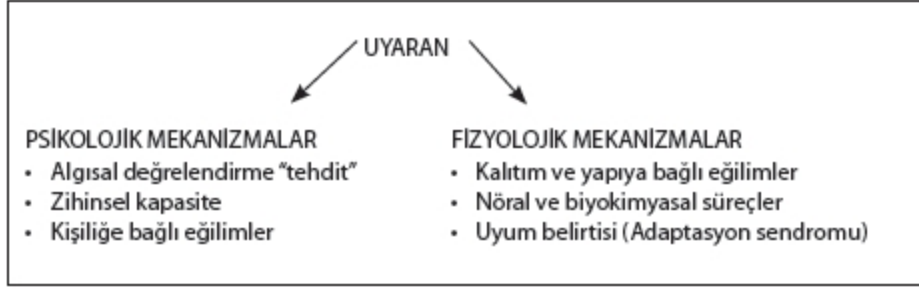 UYARAN
PSİKOLOJİK MEKANİZMALAR
• Algısal değrelendirme “tehdit”
• Zihinsel kapasite
• Kişiliğe bağlı eğilimler
FİZYOLOJİK MEKANİZMALAR
• Kalıtım ve yapıya bağlı eğilimler
• Nöral ve biyokimyasal süreçler
• Uyum belirtisi (Adaptasyon sendromu)